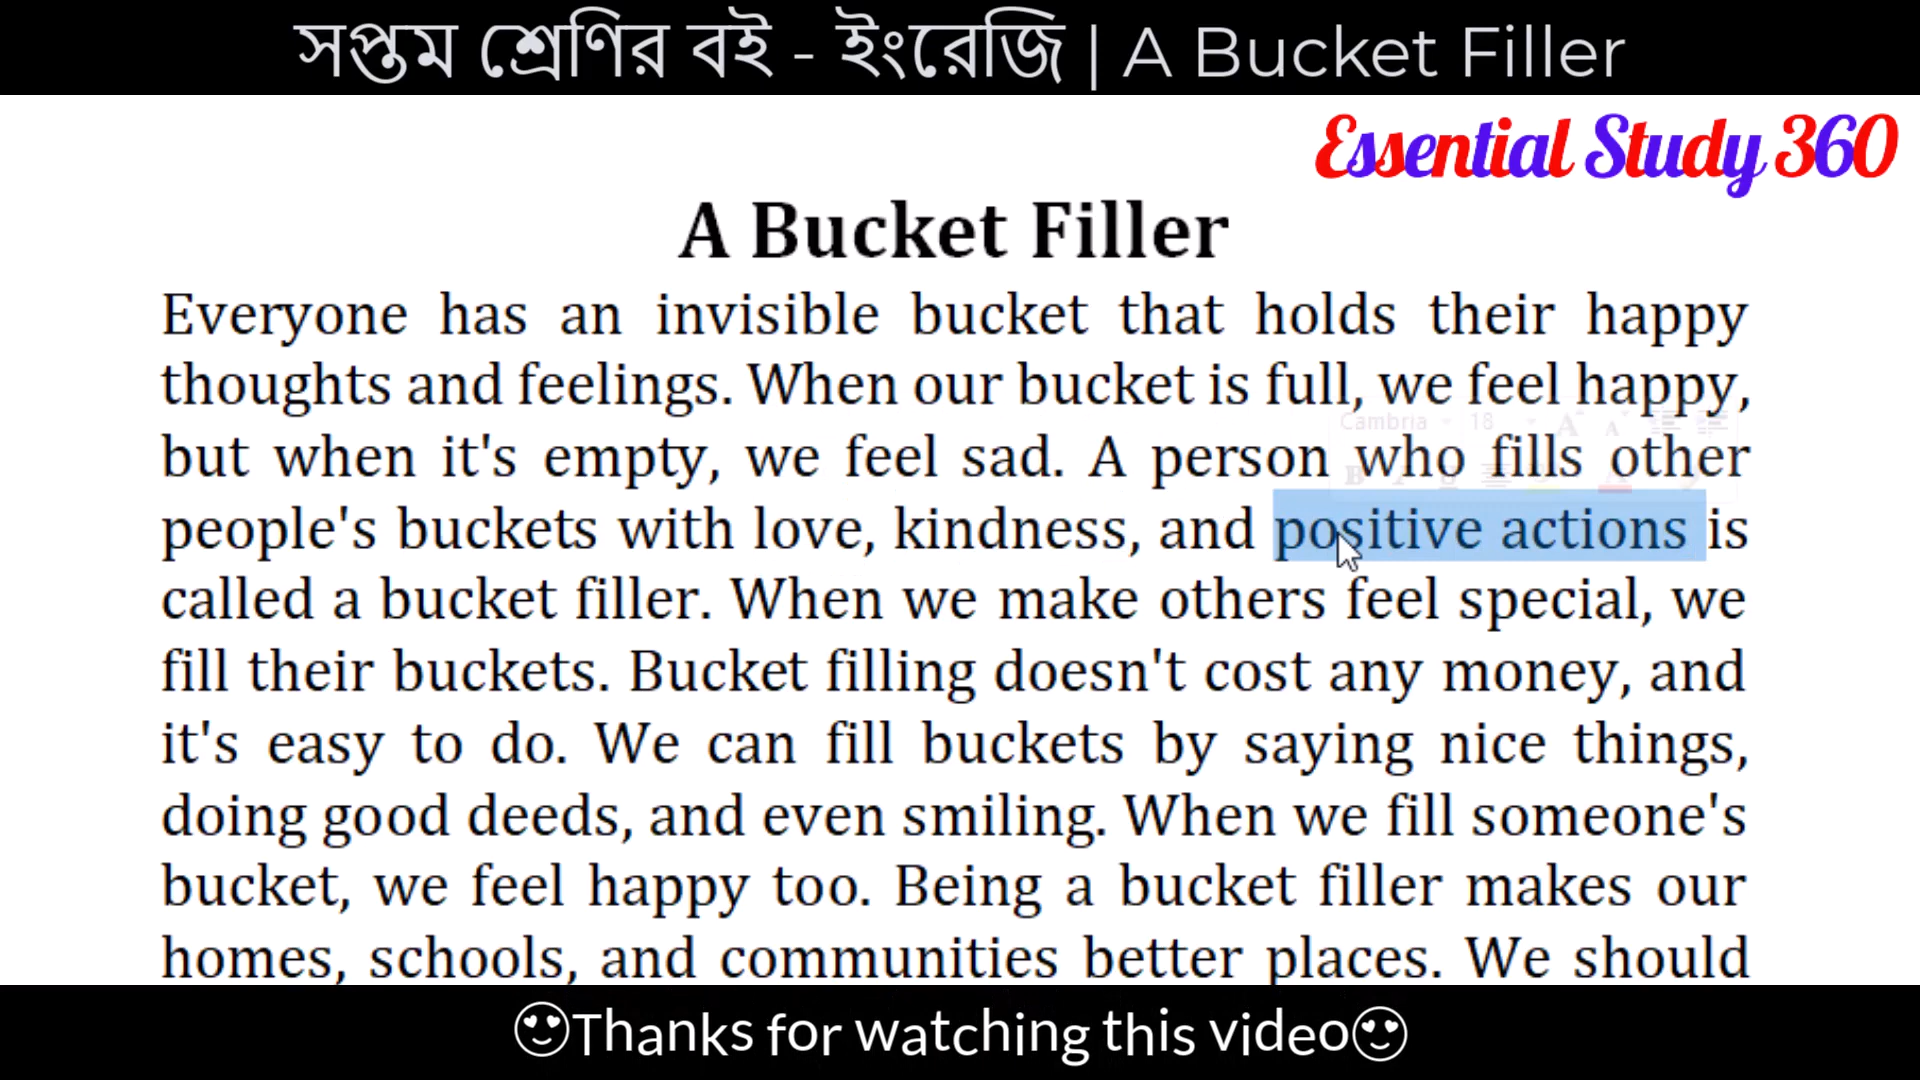 সপ্তম শ্রেণির বই - ইংরেজি | A Bucket Filler
Essential Study 360
A Bucket Filler
Everyone has an invisible bucket that holds their happy
thoughts and feelings. When our bucket is full, we feel happy,
Cambria 18
but when it's empty, we feel sad. A person who fills other
people's buckets with love, kindness, and positive actions is
called a bucket filler. When we make others feel special, we
fill their buckets. Bucket filling doesn't cost any money, and
it's easy to do. We can fill buckets by saying nice things,
doing good deeds, and even smiling. When we fill someone's
bucket, we feel happy too. Being a bucket filler makes our
homes, schools, and communities better places. We should
😍Thanks for watching this video😍